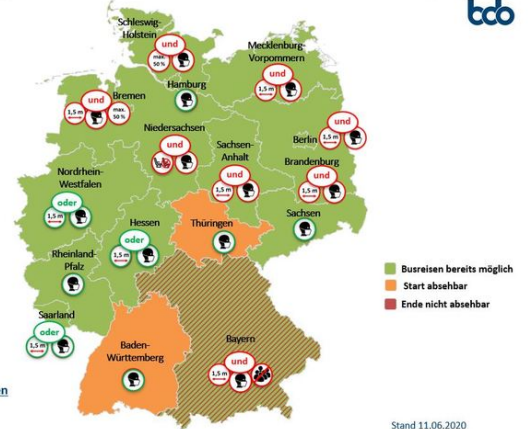 bdo
Schleswig-
Holstein
und
max.
50 %
Mecklenburg-
Vorpommern
und
1,5 m
Hamburg
Bremen
und
1,5 m
max.
50 %
Niedersachsen
und
Berlin
und
1,5 m
Sachsen-
Anhalt
und
1,5 m
Brandenburg
und
1,5 m
Nordrhein-
Westfalen
oder
1,5 m
Hessen
oder
1,5 m
Thüringen
Sachsen
Rheinland-
Pfalz
Saarland
oder
1,5 m
Baden-
Württemberg
Bayern
und
1,5 m
Busreisen bereits möglich
Start absehbar
Ende nicht absehbar
Stand 11.06.2020